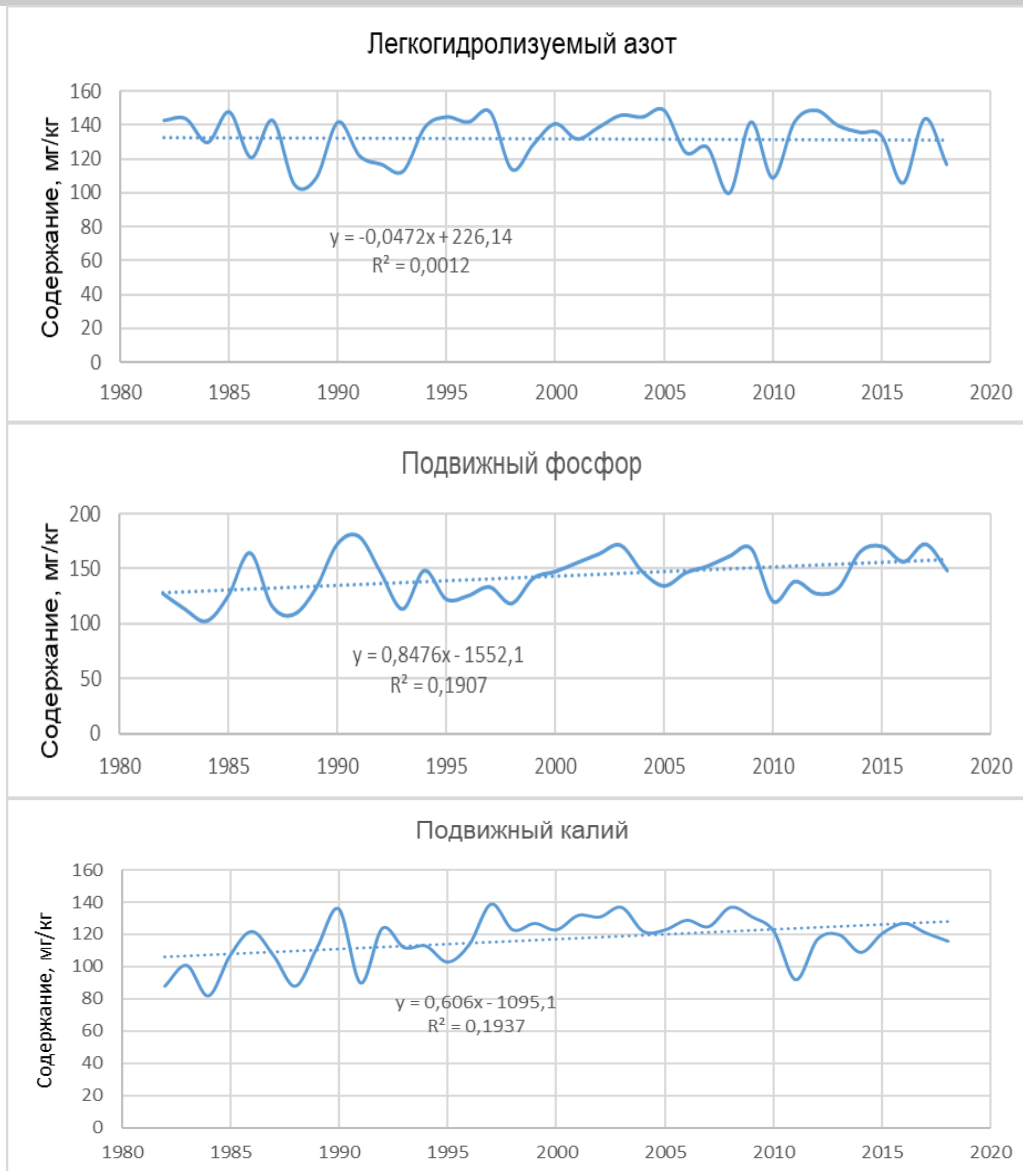 Легкогидролизуемый азот
Содержание, мг/кг
160
140
120
100
80
60
40
20
0
y = -0,0472x + 226,14
R² = 0,0012
1980 1985 1990 1995 2000 2005 2010 2015 2020
Подвижный фосфор
Содержание, мг/кг
200
150
100
50
0
y = 0,8476x - 1552,1
R² = 0,1907
1980 1985 1990 1995 2000 2005 2010 2015 2020
Подвижный калий
Содержание, мг/кг
160
140
120
100
80
60
40
20
0
y = 0,606x - 1095,1
R² = 0,1937
1980 1985 1990 1995 2000 2005 2010 2015 2020